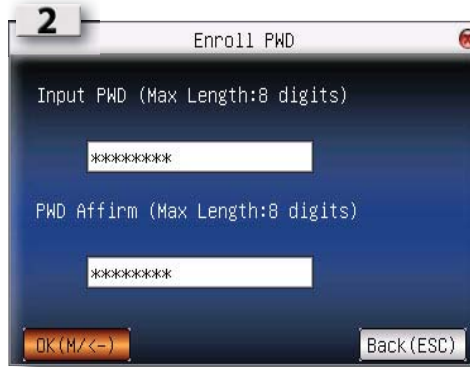 2
Enroll PWD
Input PWD (Max Length:8 digits)
********
PWD Affirm (Max Length:8 digits)
********
OK(M/<-) Back(ESC)